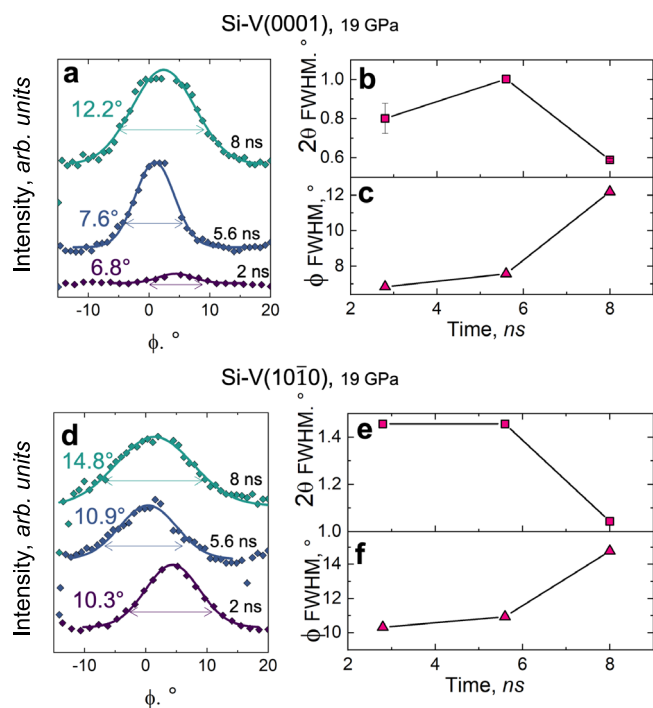 Si-V(0001), 19 GPa
a
12.2°
8 ns
7.6°
5.6 ns
6.8°
2 ns
Intensity, arb. units
-10 0 10 20
ϕ. °
b
2θ FWHM. °
1.0
0.8
0.6
c
ϕ FWHM, °
12
10
8
2 4 6 8
Time, ns
Si-V(101̄0), 19 GPa
d
14.8°
8 ns
10.9°
5.6 ns
10.3°
2 ns
Intensity, arb. units
-10 0 10 20
ϕ. °
e
2θ FWHM. °
1.4
1.2
1.0
f
ϕ FWHM, °
14
12
10
2 4 6 8
Time, ns